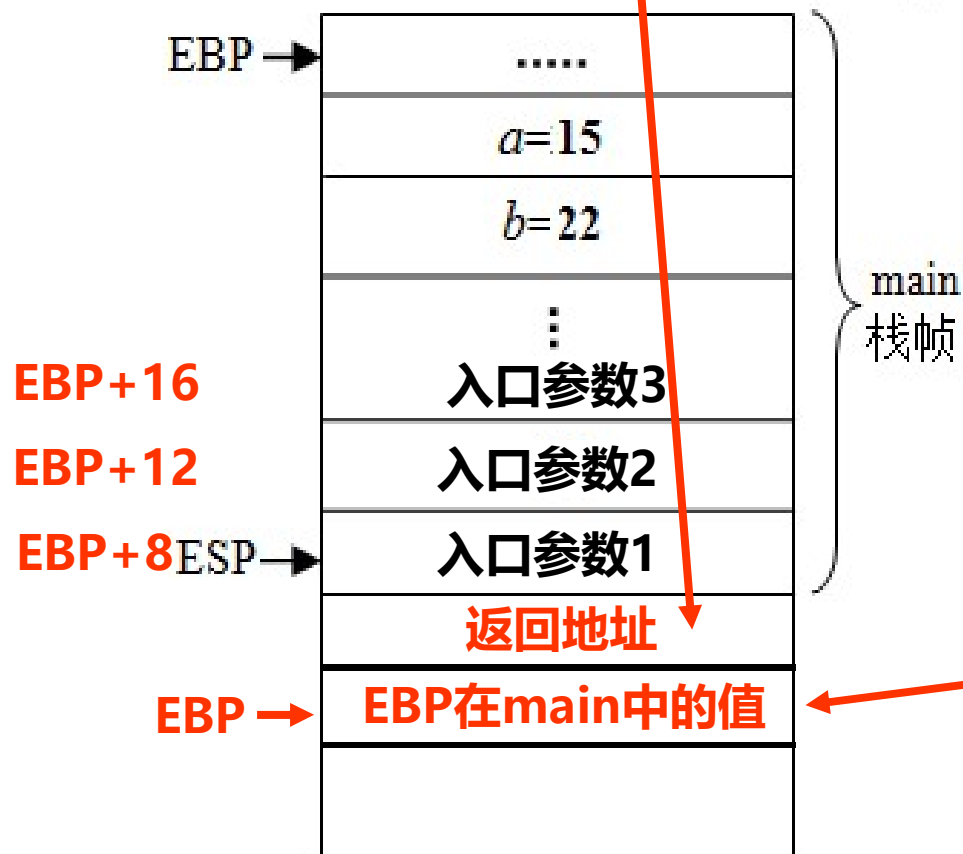 EBP
.....
a=15
b=22
main
栈帧
EBP+16
入口参数3
EBP+12
入口参数2
EBP+8
ESP
入口参数1
返回地址
EBP
EBP在main中的值